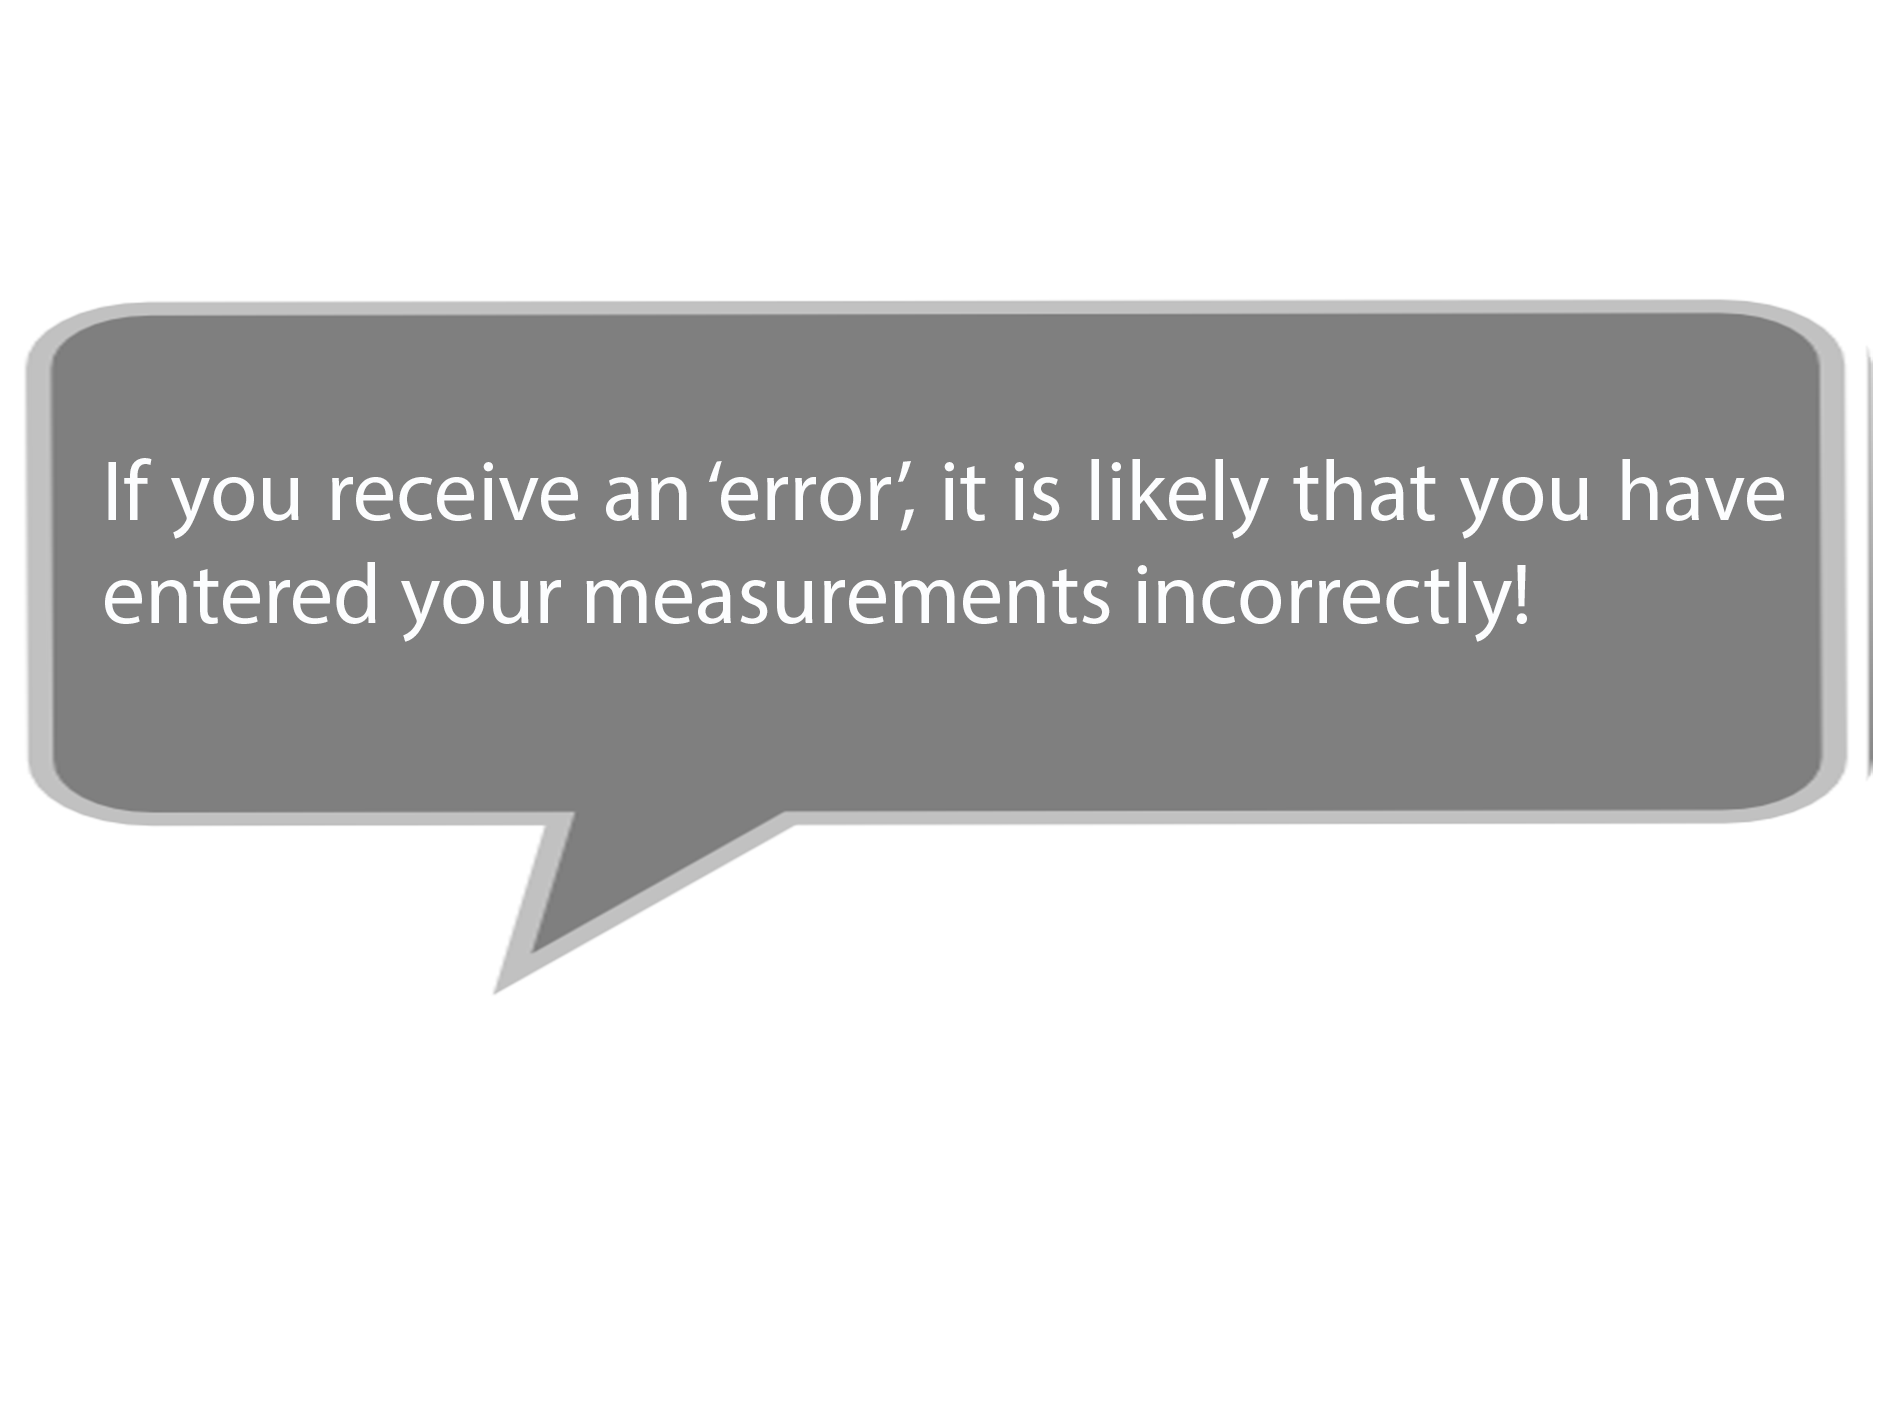 If you receive an ‘error’, it is likely that you have
entered your measurements incorrectly!